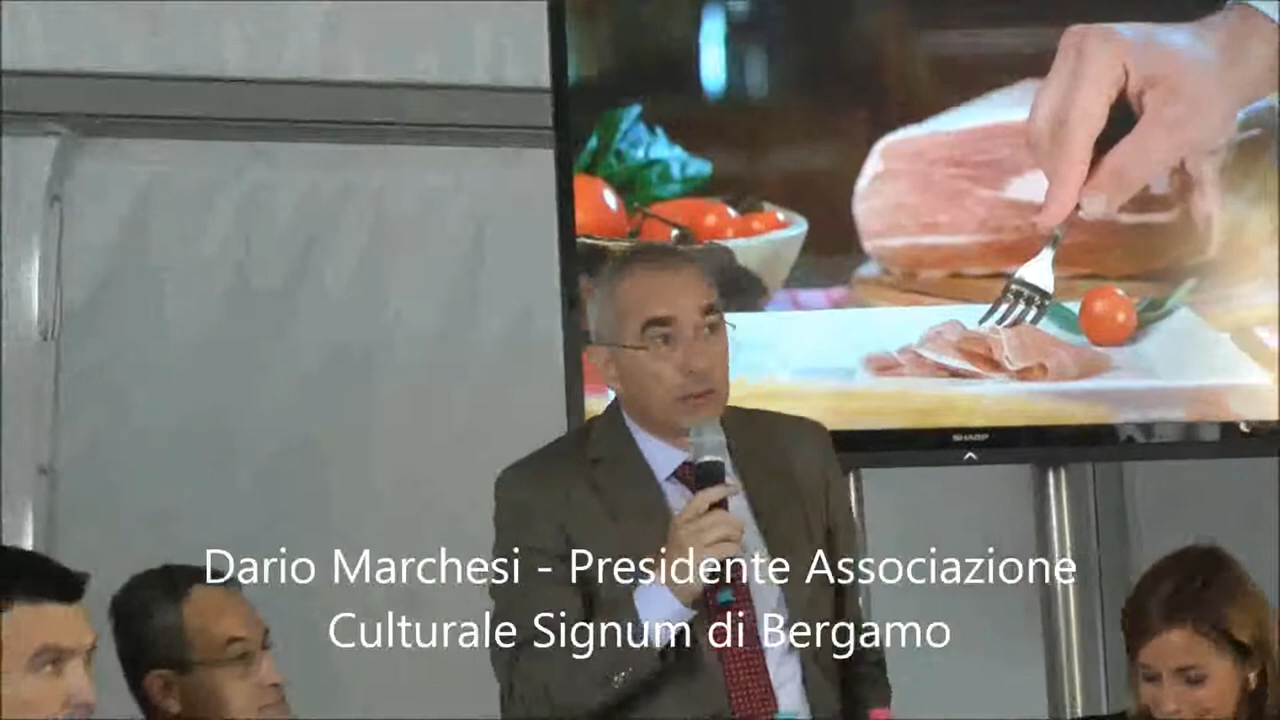 SHARP
Dario Marchesi - Presidente Associazione
Culturale Signum di Bergamo